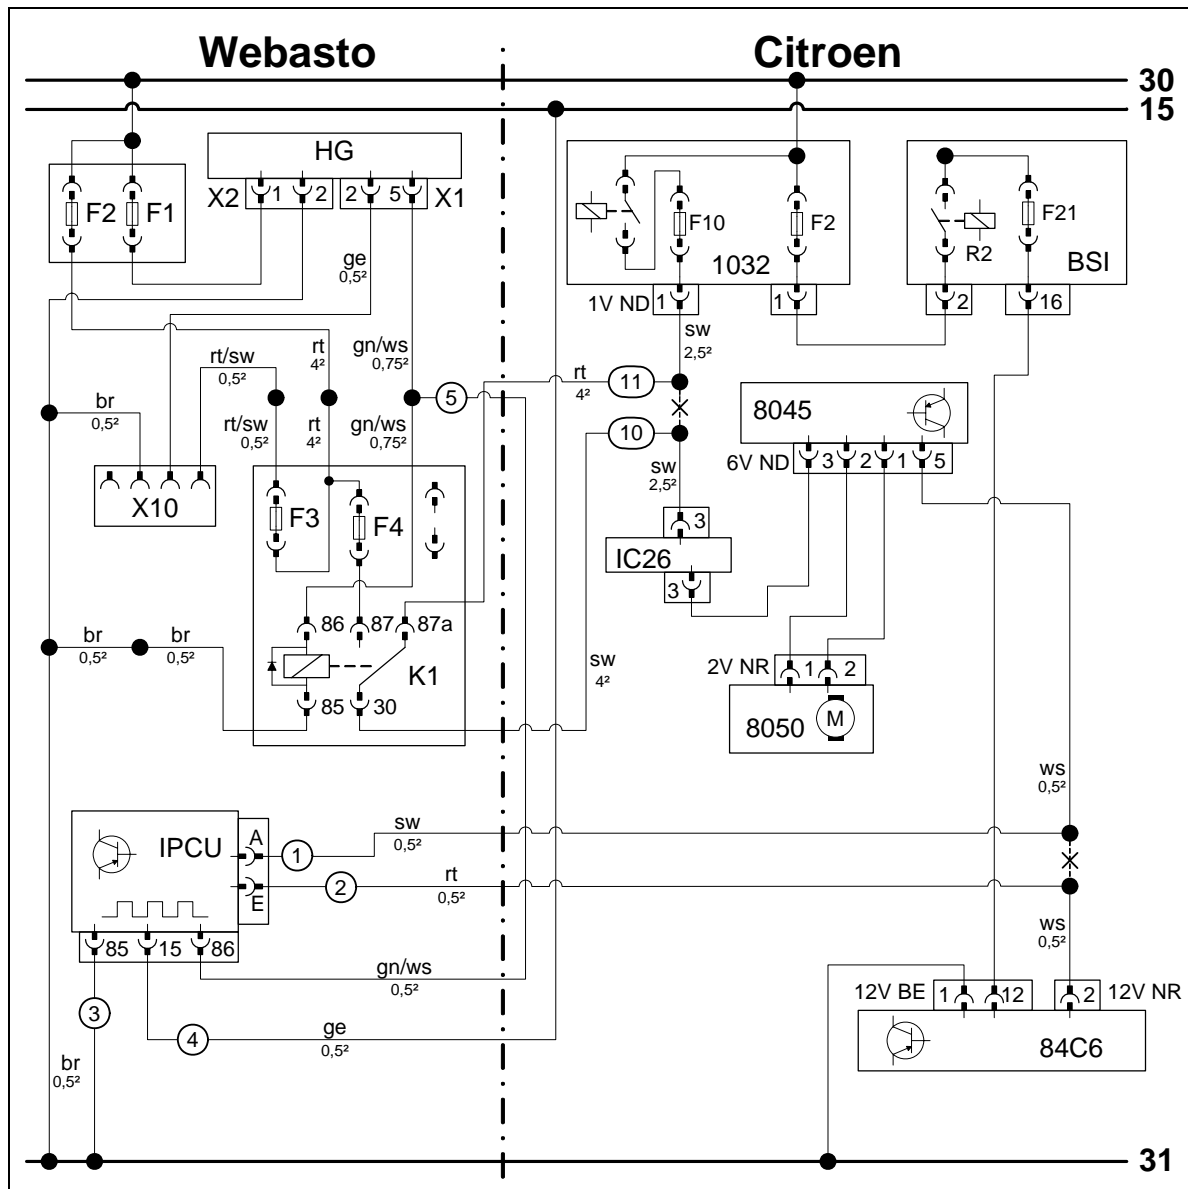 Webasto Citroen
30
15
HG
X2 1 2 2 5 X1
F2 F1
ge
0,5²
F10 F2
1032
R2 F21
BSI
1V ND 1 1 2 16
sw
2,5²
rt/sw
0,5²
rt
4²
gn/ws
0,75²
rt
4²
11
5
br
0,5²
rt/sw
0,5²
rt
4²
gn/ws
0,75²
10
8045
6V ND 3 2 1 5
sw
2,5²
X10
F3 F4
3
IC26
3
86 87 87a
br
0,5²
br
0,5²
K1
85 30
sw
4²
2V NR 1 2
8050 M
ws
0,5²
IPCU A
1
sw
0,5²
E
2
rt
0,5²
85 15 86
gn/ws
0,5²
ws
0,5²
12V BE 1 12 2 12V NR
3
4
ge
0,5²
84C6
br
0,5²
31